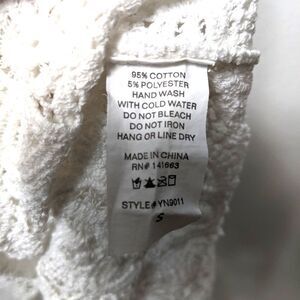 95% COTTON
5% POLYESTER
HAND WASH
WITH COLD WATER
DO NOT BLEACH
DO NOT IRON
HANG OR LINE DRY
MADE IN CHINA
RN# 141663
STYLE#YN9011
S